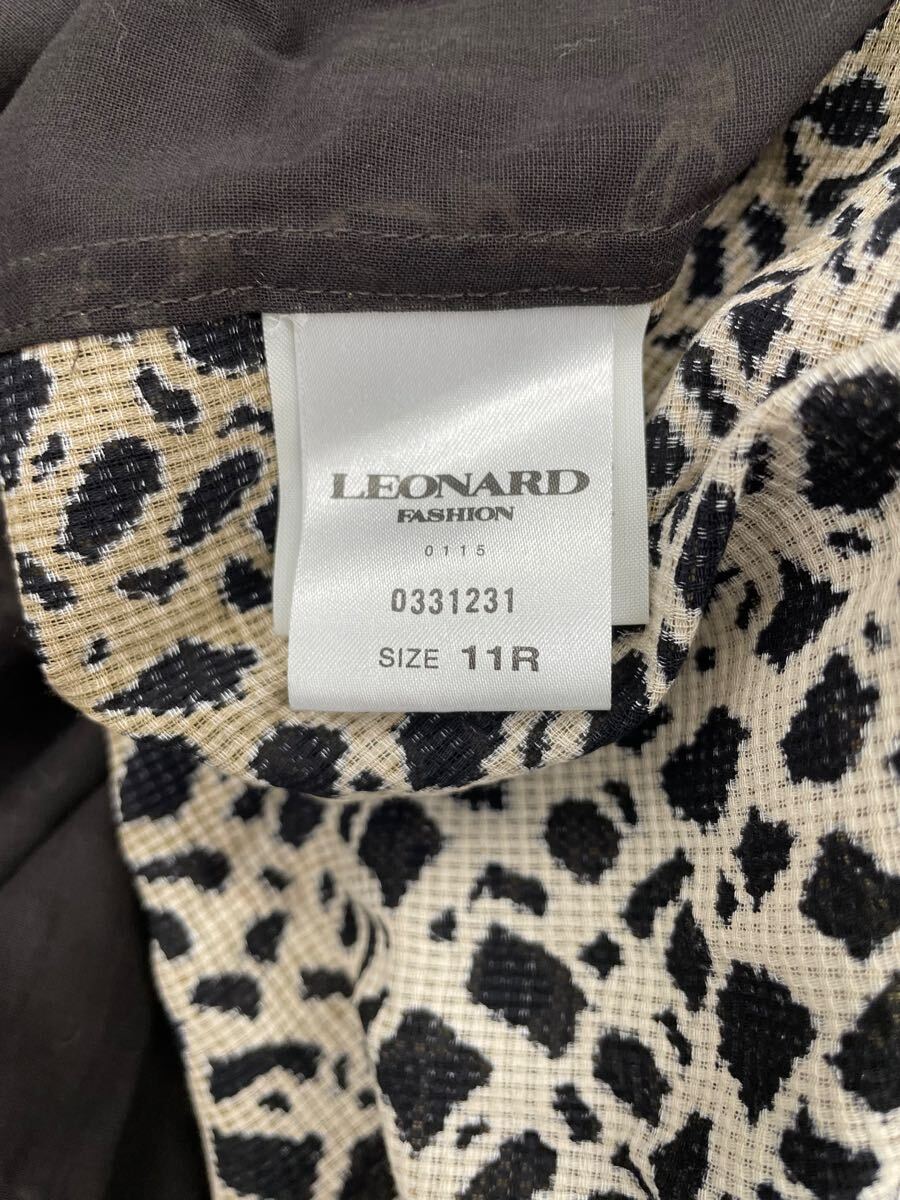 LEONARD
FASHION
0115
0331231
SIZE 11R